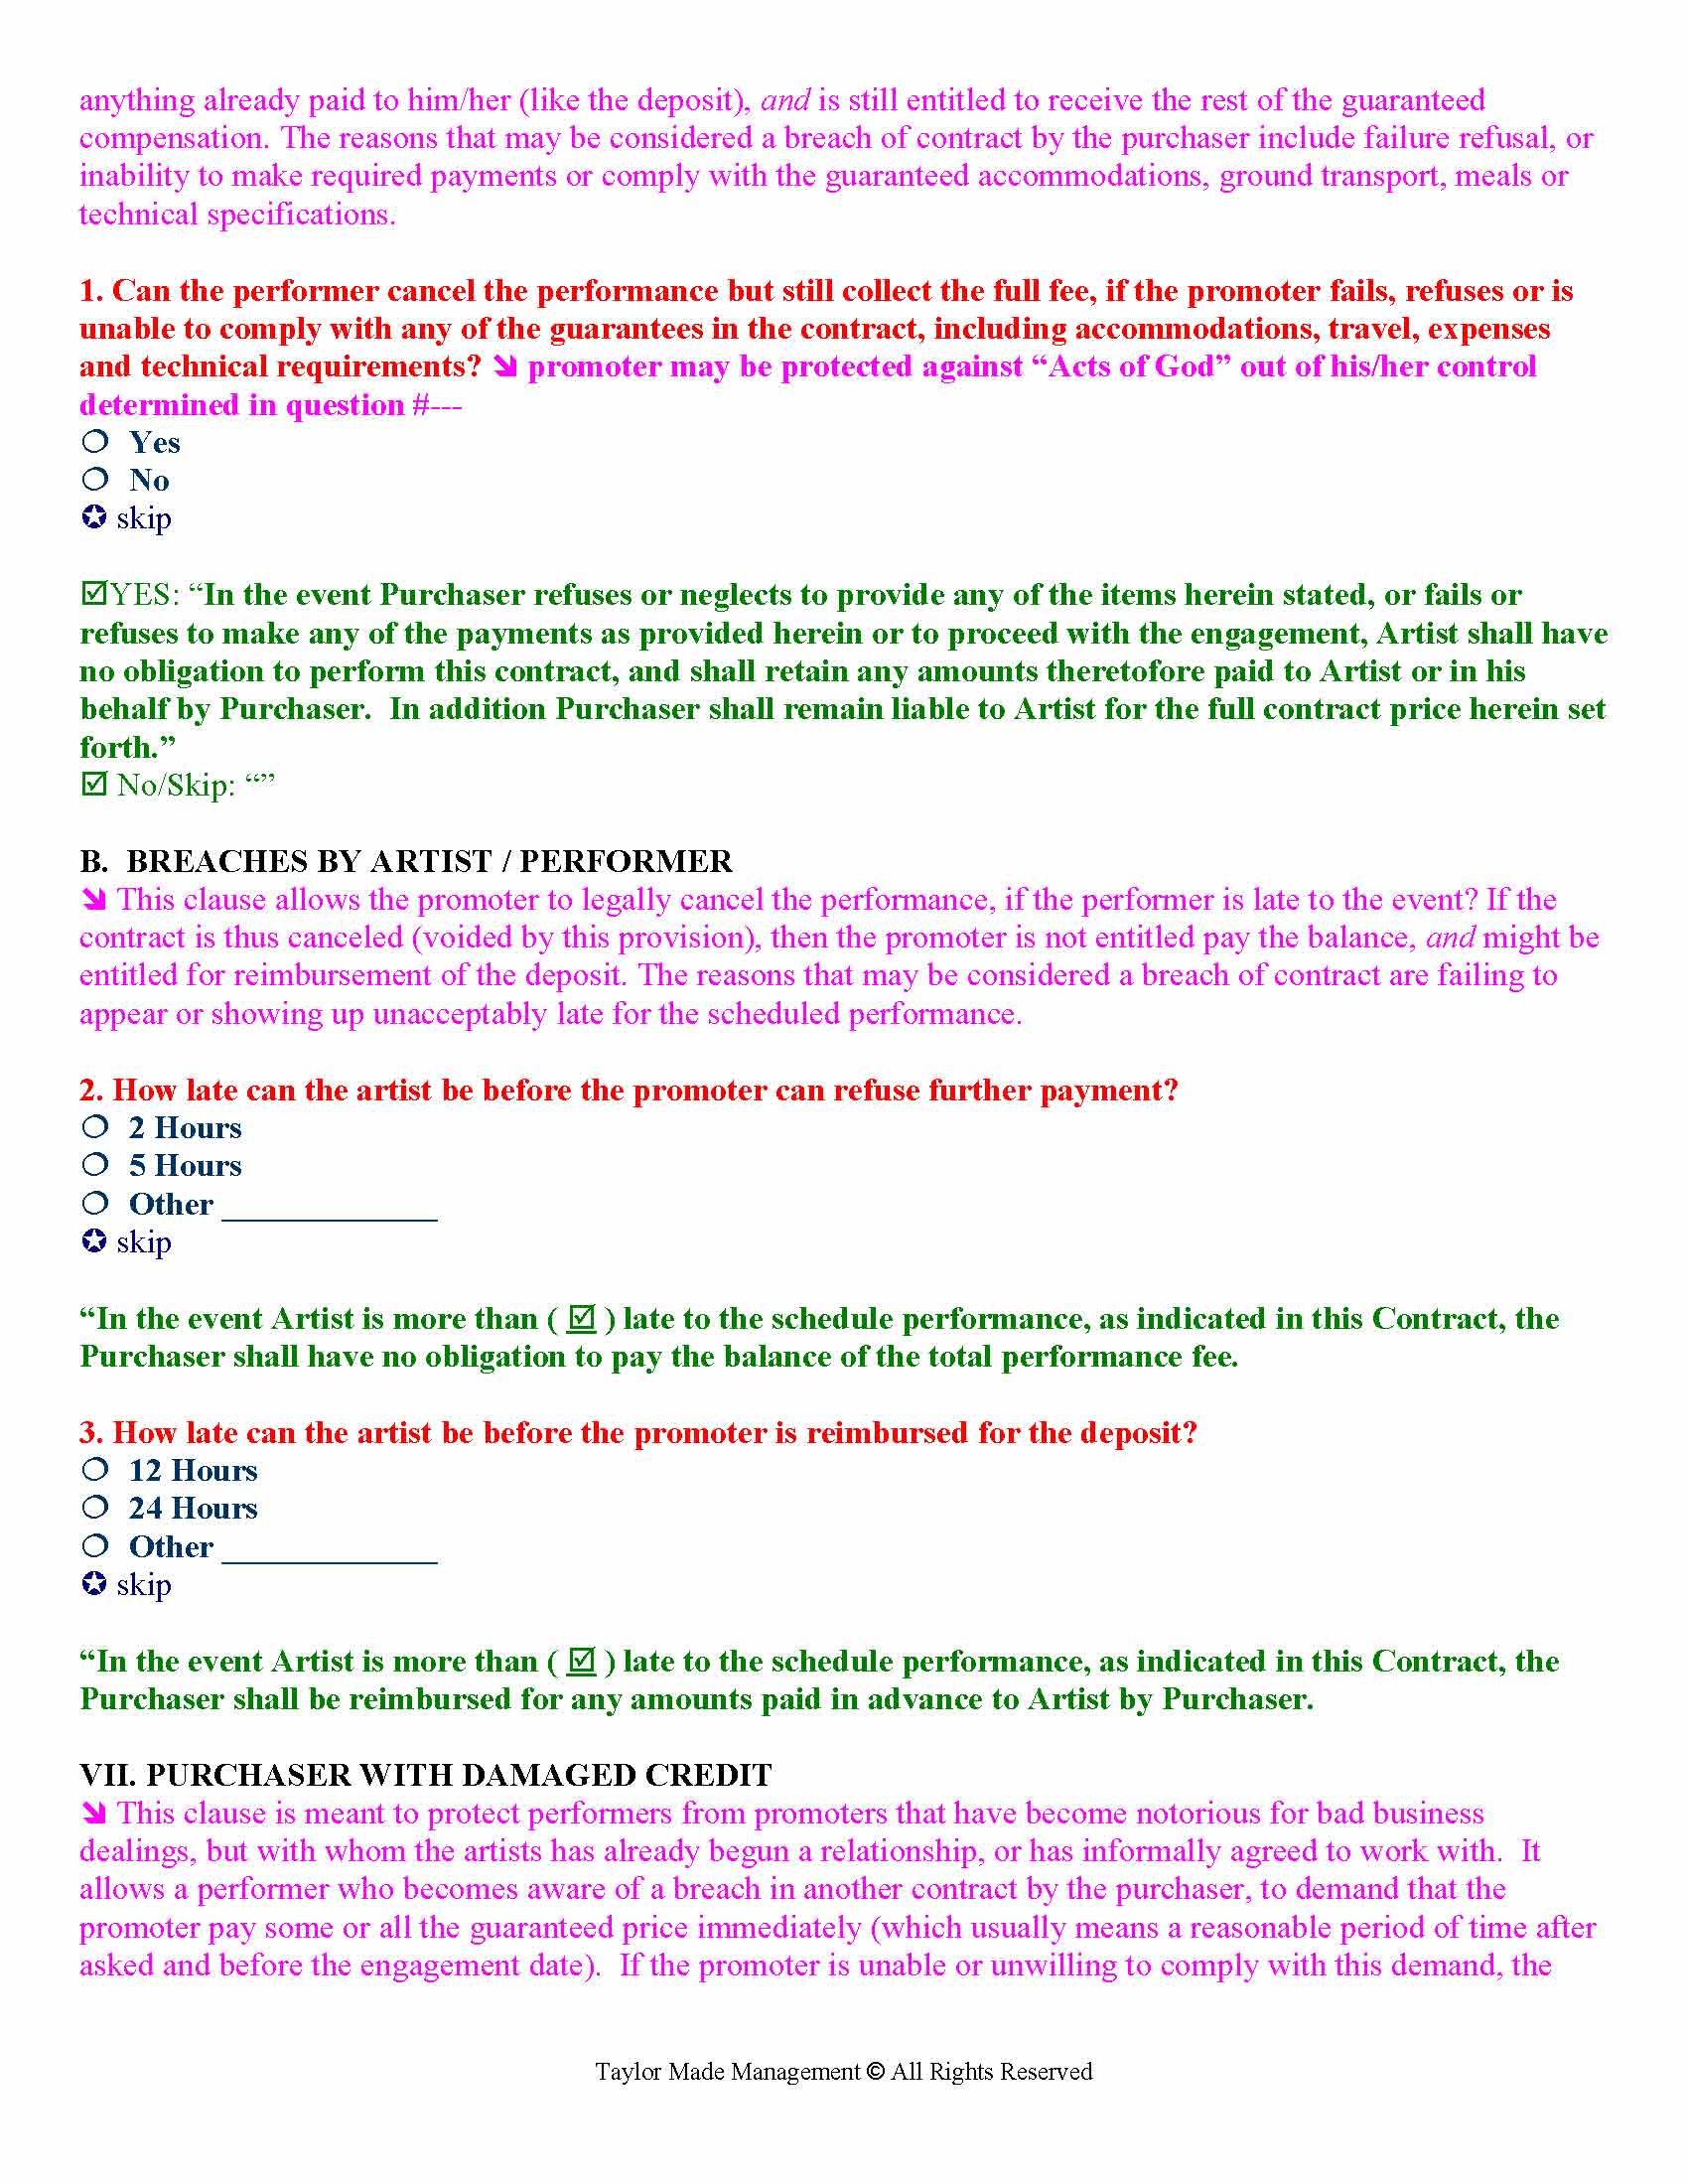 anything already paid to him/her (like the deposit), and is still entitled to receive the rest of the guaranteed
compensation. The reasons that may be considered a breach of contract by the purchaser include failure refusal, or
inability to make required payments or comply with the guaranteed accommodations, ground transport, meals or
technical specifications.
1. Can the performer cancel the performance but still collect the full fee, if the promoter fails, refuses or is
unable to comply with any of the guarantees in the contract, including accommodations, travel, expenses
and technical requirements? promoter may be protected against “Acts of God” out of his/her control
determined in question #---
Yes
No
skip
YES: “In the event Purchaser refuses or neglects to provide any of the items herein stated, or fails or
refuses to make any of the payments as provided herein or to proceed with the engagement, Artist shall have
no obligation to perform this contract, and shall retain any amounts theretofore paid to Artist or in his
behalf by Purchaser.  In addition Purchaser shall remain liable to Artist for the full contract price herein set
forth.”
☑ No/Skip: “”
B.  BREACHES BY ARTIST / PERFORMER
This clause allows the promoter to legally cancel the performance, if the performer is late to the event? If the
contract is thus canceled (voided by this provision), then the promoter is not entitled pay the balance, and might be
entitled for reimbursement of the deposit. The reasons that may be considered a breach of contract are failing to
appear or showing up unacceptably late for the scheduled performance.
2. How late can the artist be before the promoter can refuse further payment?
2 Hours
5 Hours
Other ____________
skip
“In the event Artist is more than ( ☑ ) late to the schedule performance, as indicated in this Contract, the
Purchaser shall have no obligation to pay the balance of the total performance fee.
3. How late can the artist be before the promoter is reimbursed for the deposit?
12 Hours
24 Hours
Other ____________
skip
“In the event Artist is more than ( ☑ ) late to the schedule performance, as indicated in this Contract, the
Purchaser shall be reimbursed for any amounts paid in advance to Artist by Purchaser.
VII. PURCHASER WITH DAMAGED CREDIT
This clause is meant to protect performers from promoters that have become notorious for bad business
dealings, but with whom the artists has already begun a relationship, or has informally agreed to work with.  It
allows a performer who becomes aware of a breach in another contract by the purchaser, to demand that the
promoter pay some or all the guaranteed price immediately (which usually means a reasonable period of time after
asked and before the engagement date).  If the promoter is unable or unwilling to comply with this demand, the
Taylor Made Management © All Rights Reserved